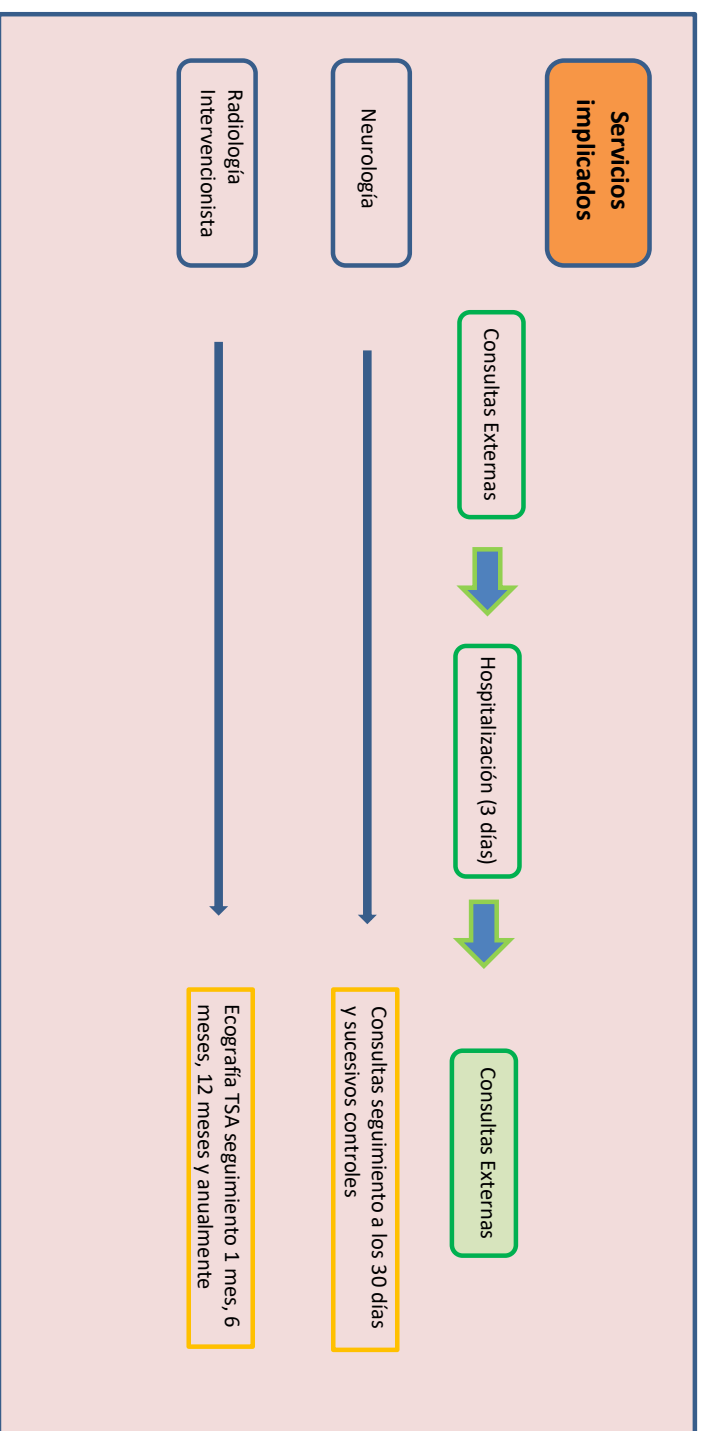 Servicios
implicados
Consultas Externas
Hospitalización (3 días)
Consultas Externas
Neurología
Consultas seguimiento a los 30 días
y sucesivos controles
Radiología
Intervencionista
Ecografía TSA seguimiento 1 mes, 6
meses, 12 meses y anualmente